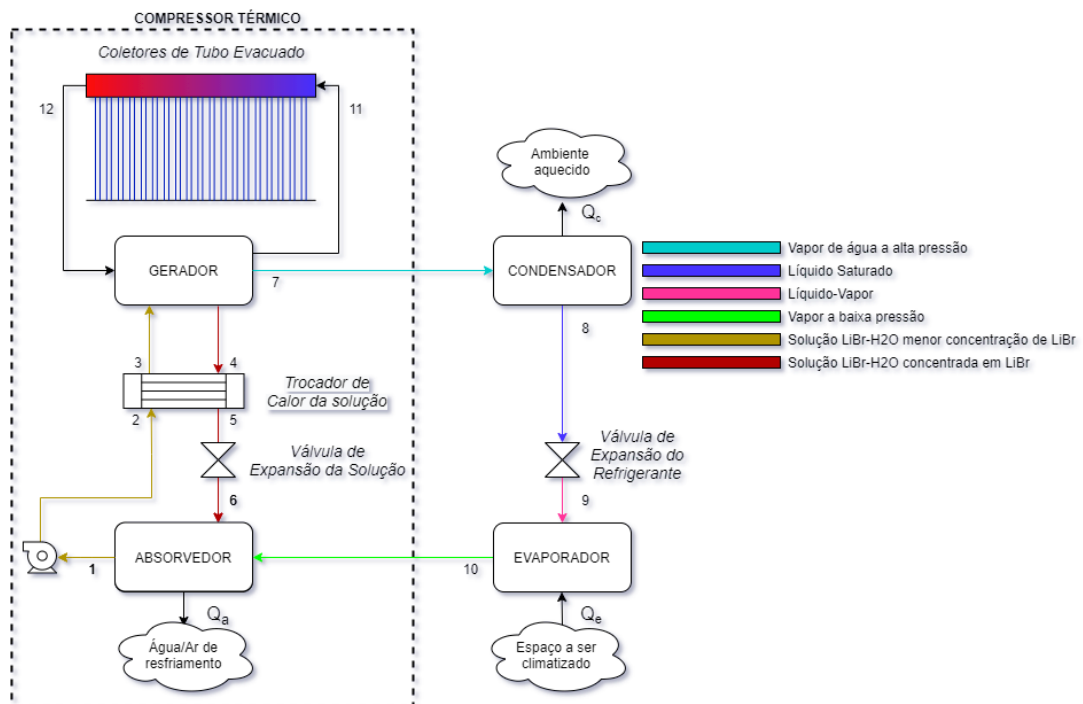 COMPRESSOR TÉRMICO
Coletores de Tubo Evacuado
12
11
Ambiente
aquecido
Qc
GERADOR
7
CONDENSADOR
Vapor de água a alta pressão
Líquido Saturado
Líquido-Vapor
Vapor a baixa pressão
Solução LiBr-H2O menor concentração de LiBr
Solução LiBr-H2O concentrada em LiBr
8
3
4
Trocador de
Calor da solução
2
5
Válvula de
Expansão da Solução
Válvula de
Expansão do
Refrigerante
6
9
ABSORVEDOR
1
10
EVAPORADOR
Qa
Qe
Água/Ar de
resfriamento
Espaço a ser
climatizado